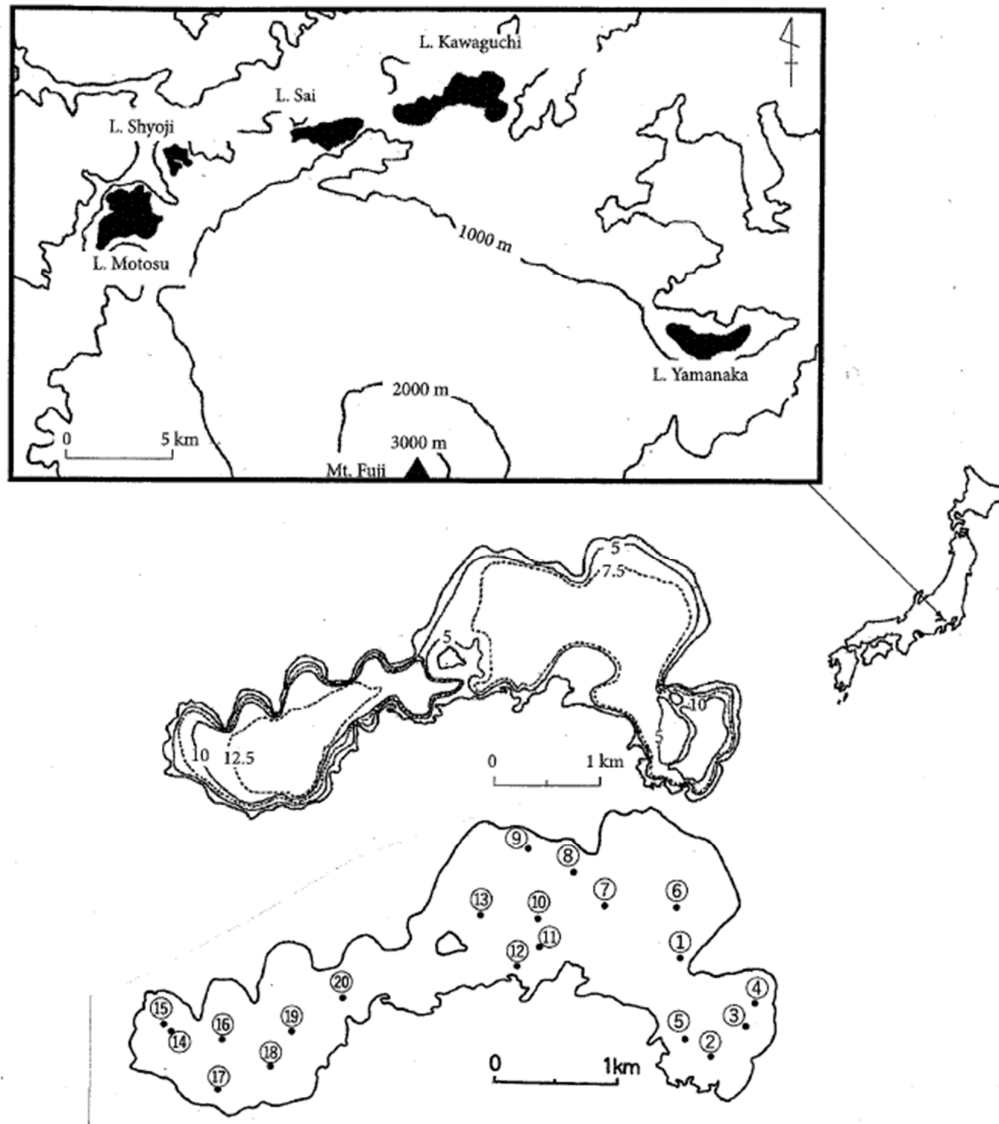 L. Kawaguchi
L. Sai
L. Shyoji
1000 m
L. Motosu
L. Yamanaka
2000 m
0 5 km
3000 m
Mt. Fuji
5
7.5
5
10
10 12.5
5
0 1 km
9
8
7
6
13
10
11
12
1
20
15
14
16
19
18
17
4
3
5
2
0 1km